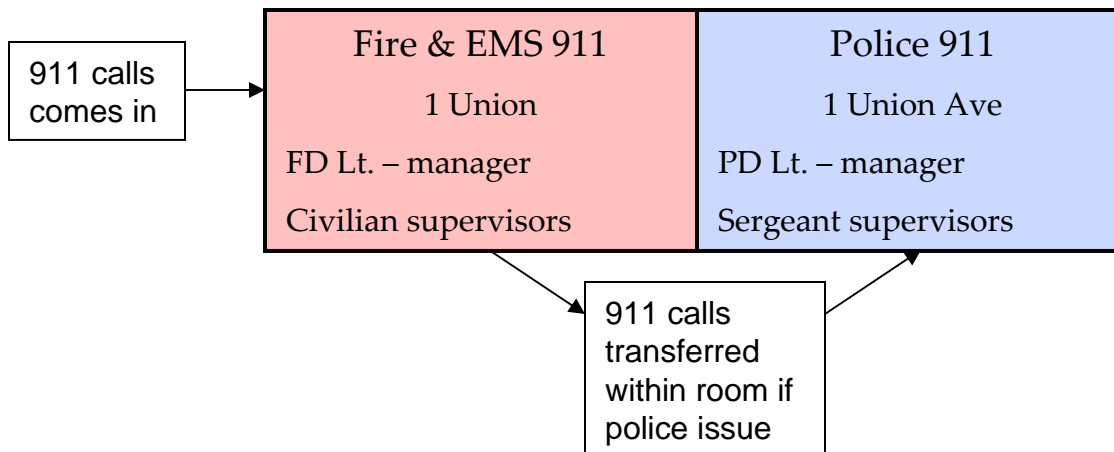 911 calls
comes in
Fire & EMS 911
1 Union
FD Lt. – manager
Civilian supervisors
Police 911
1 Union Ave
PD Lt. – manager
Sergeant supervisors
911 calls
transferred
within room if
police issue